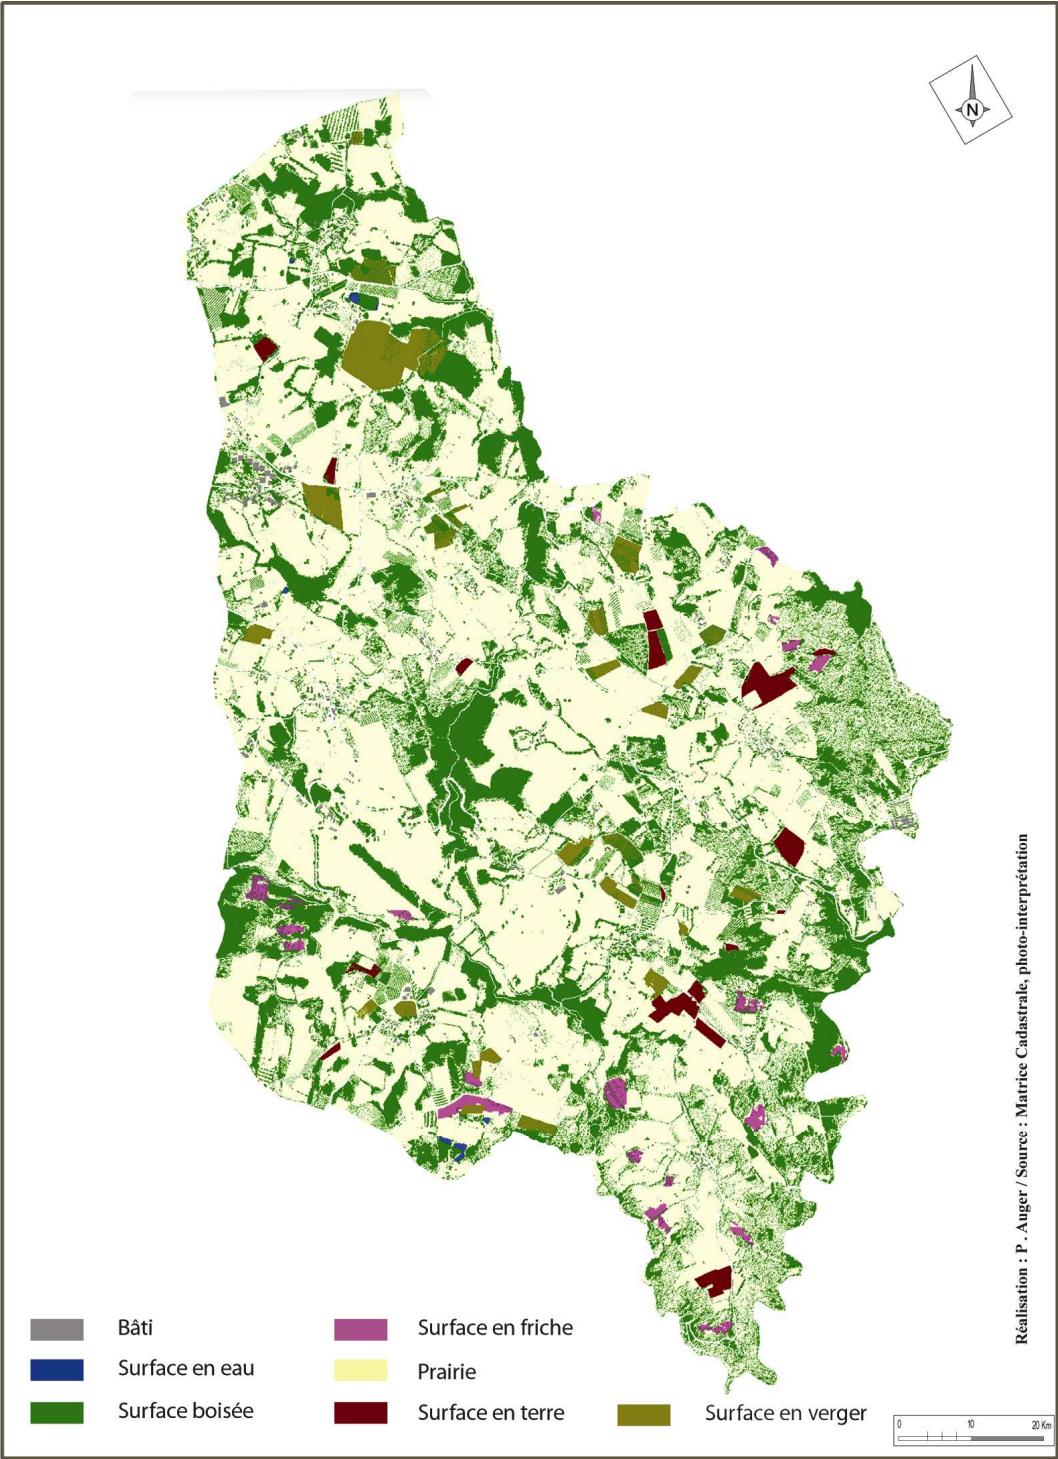 N
Réalisation : P . Auger / Source : Matrice Cadastrale, photo-interprétation
Bâti
Surface en eau
Surface boisée
Surface en friche
Prairie
Surface en terre
Surface en verger
0 10 20 Km